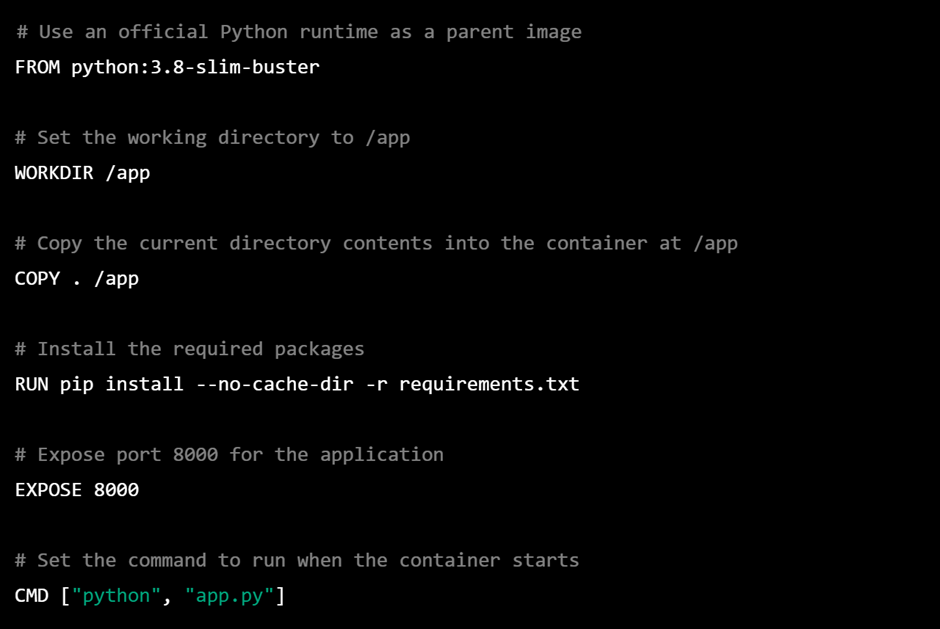 # Use an official Python runtime as a parent image
FROM python:3.8-slim-buster
# Set the working directory to /app
WORKDIR /app
# Copy the current directory contents into the container at /app
COPY . /app
# Install the required packages
RUN pip install --no-cache-dir -r requirements.txt
# Expose port 8000 for the application
EXPOSE 8000
# Set the command to run when the container starts
CMD ["python", "app.py"]